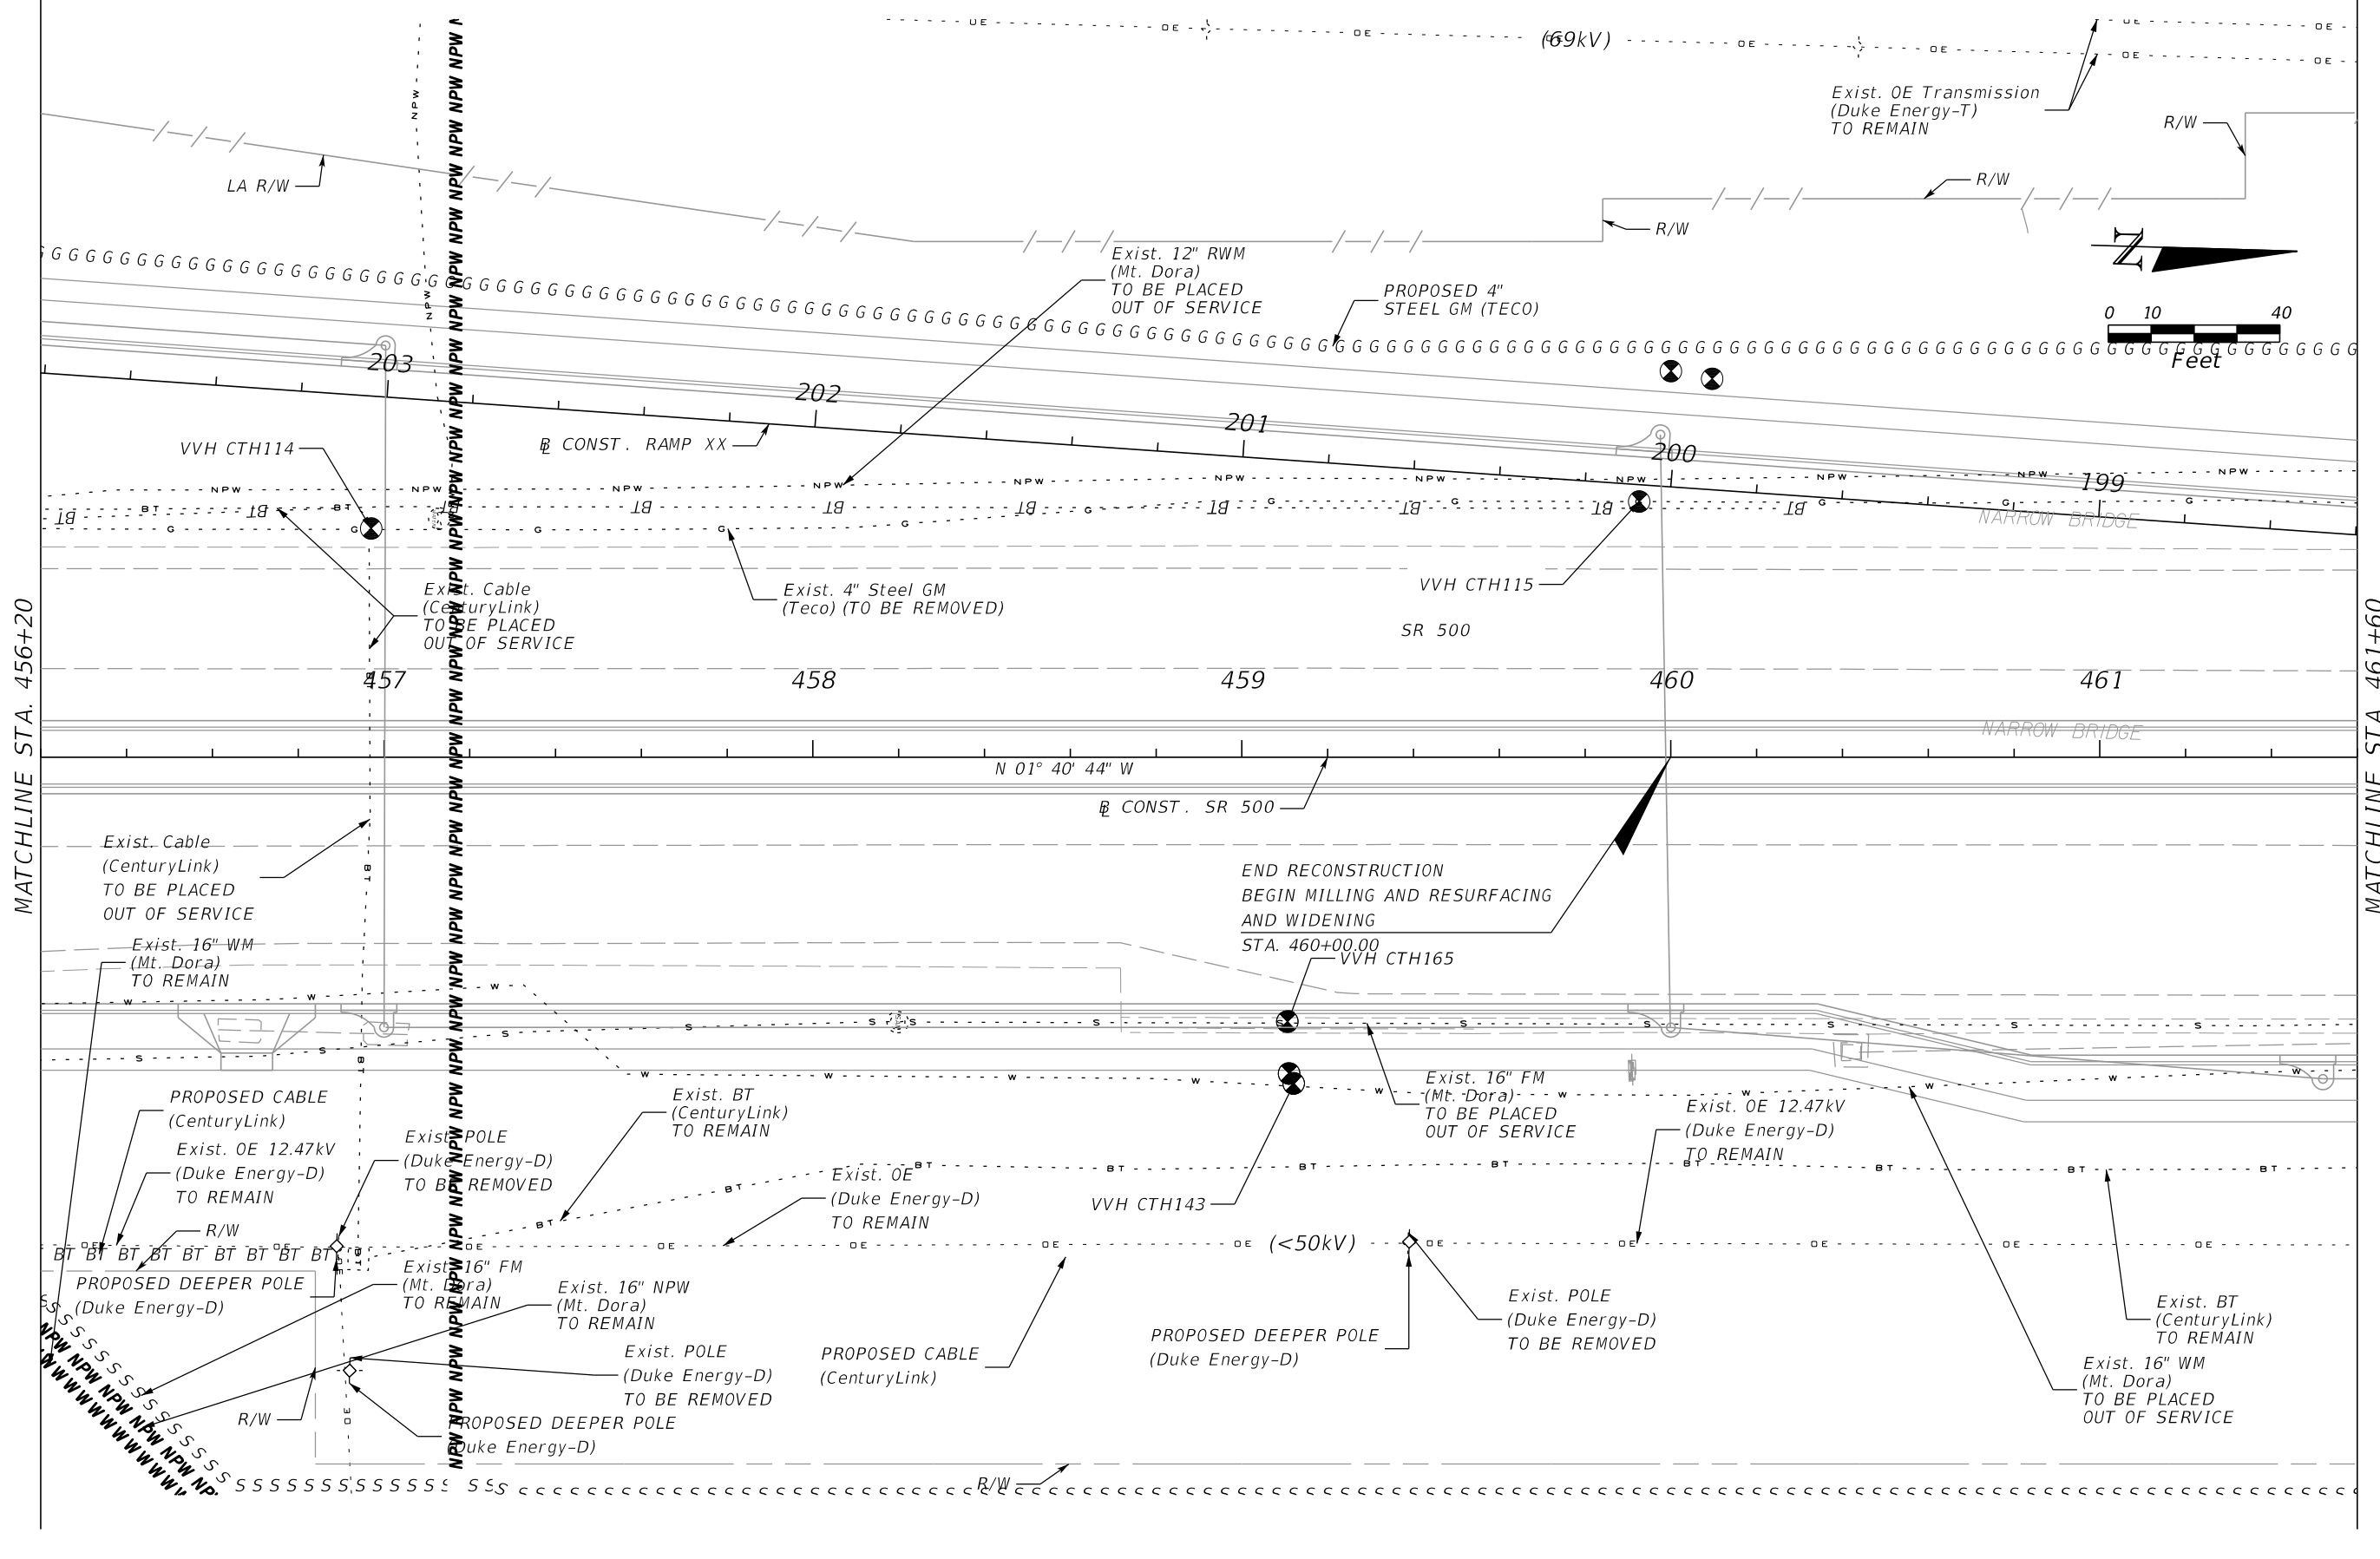 (69kV)
Exist. OE Transmission
(Duke Energy-T)
TO REMAIN
R/W
R/W
LA R/W
R/W
Exist. 12" RWM
(Mt. Dora)
TO BE PLACED
OUT OF SERVICE
PROPOSED 4"
STEEL GM (TECO)
N
0 10 40
Feet
203
202
201
200
199
VVH CTH114
BL CONST. RAMP XX
NARROW BRIDGE
Exist. Cable
(CenturyLink)
TO BE PLACED
OUT OF SERVICE
Exist. 4" Steel GM
(Teco) (TO BE REMOVED)
VVH CTH115
SR 500
MATCHLINE STA. 456+20
MATCHLINE STA. 461+60
457
458
459
460
461
NARROW BRIDGE
N 01° 40' 44" W
BL CONST. SR 500
Exist. Cable
(CenturyLink)
TO BE PLACED
OUT OF SERVICE
END RECONSTRUCTION
BEGIN MILLING AND RESURFACING
AND WIDENING
STA. 460+00.00
VVH CTH165
Exist. 16" WM
(Mt. Dora)
TO REMAIN
PROPOSED CABLE
(CenturyLink)
Exist. OE 12.47kV
(Duke Energy-D)
TO REMAIN
R/W
Exist. POLE
(Duke Energy-D)
TO BE REMOVED
Exist. BT
(CenturyLink)
TO REMAIN
Exist. OE
(Duke Energy-D)
TO REMAIN
VVH CTH143
Exist. 16" FM
(Mt. Dora)
TO BE PLACED
OUT OF SERVICE
Exist. OE 12.47kV
(Duke Energy-D)
TO REMAIN
(<50kV)
BT BT BT BT BT BT BT BT BT
PROPOSED DEEPER POLE
(Duke Energy-D)
Exist. 16" FM
(Mt. Dora)
TO REMAIN
Exist. 16" NPW
(Mt. Dora)
TO REMAIN
Exist. POLE
(Duke Energy-D)
TO BE REMOVED
PROPOSED CABLE
(CenturyLink)
PROPOSED DEEPER POLE
(Duke Energy-D)
Exist. POLE
(Duke Energy-D)
TO BE REMOVED
Exist. BT
(CenturyLink)
TO REMAIN
Exist. 16" WM
(Mt. Dora)
TO BE PLACED
OUT OF SERVICE
R/W
PROPOSED DEEPER POLE
(Duke Energy-D)
R/W